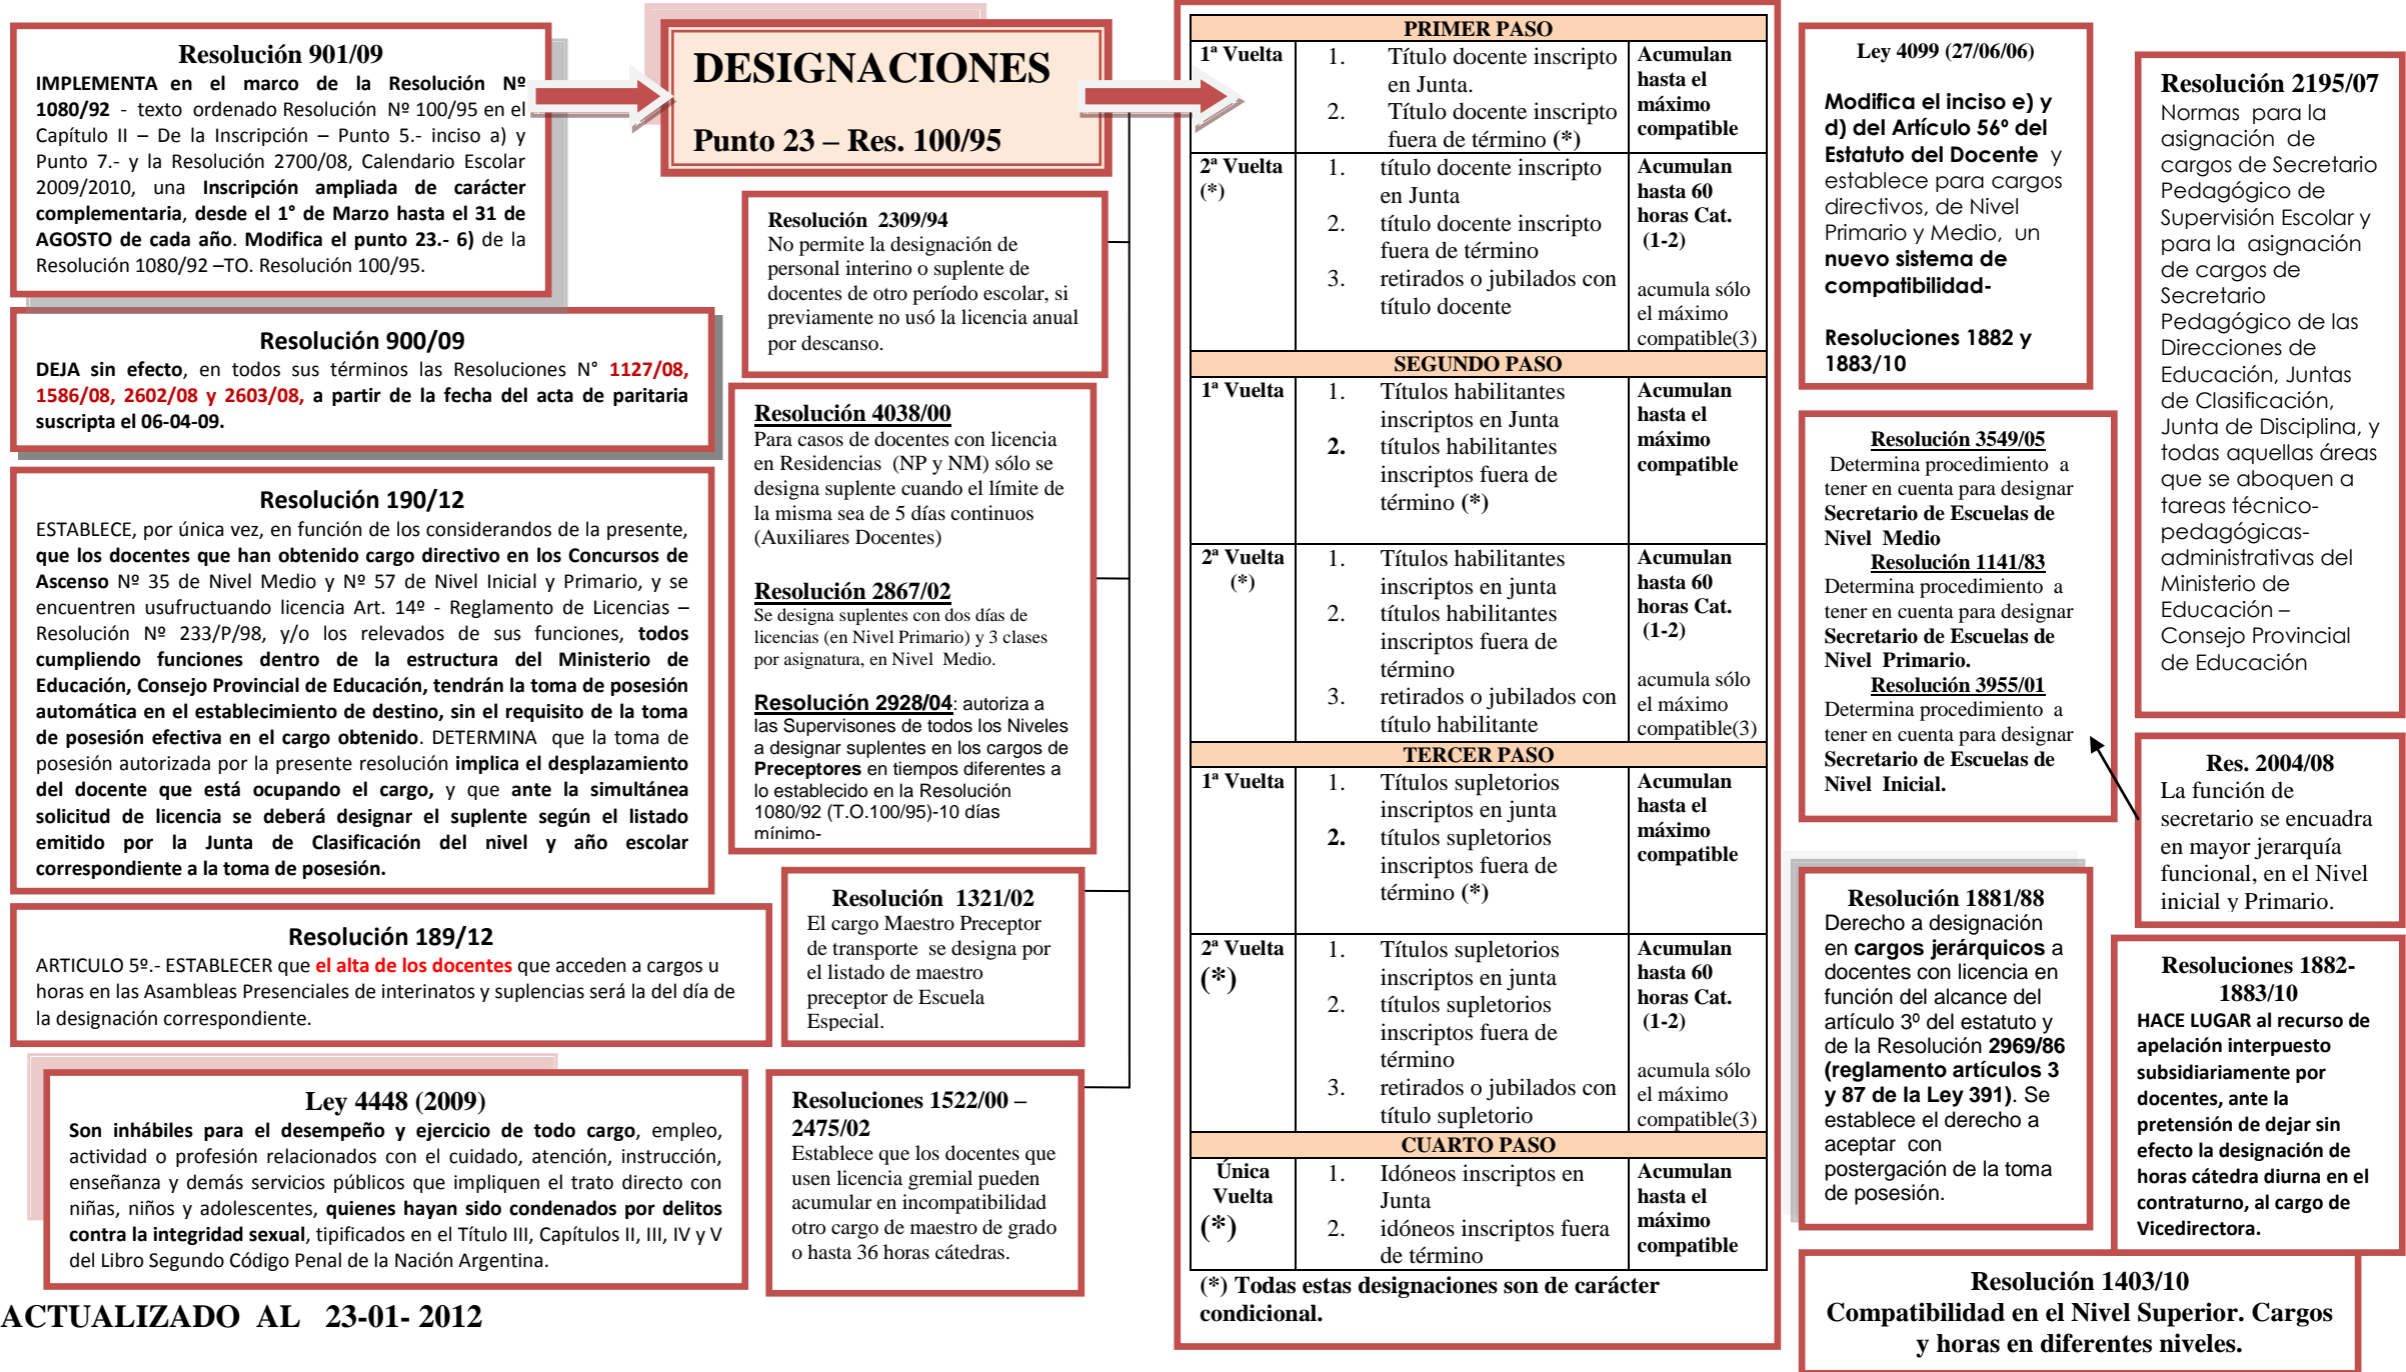 Resolución 901/09
IMPLEMENTA en el marco de la Resolución Nº
1080/92 - texto ordenado Resolución Nº 100/95 en el
Capítulo II – De la Inscripción – Punto 5.- inciso a) y
Punto 7.- y la Resolución 2700/08, Calendario Escolar
2009/2010, una Inscripción ampliada de carácter
complementaria, desde el 1° de Marzo hasta el 31 de
AGOSTO de cada año. Modifica el punto 23.- 6) de la
Resolución 1080/92 –TO. Resolución 100/95.
Resolución 900/09
DEJA sin efecto, en todos sus términos las Resoluciones N° 1127/08,
1586/08, 2602/08 y 2603/08, a partir de la fecha del acta de paritaria
suscripta el 06-04-09.
Resolución 190/12
ESTABLECE, por única vez, en función de los considerandos de la presente,
que los docentes que han obtenido cargo directivo en los Concursos de
Ascenso Nº 35 de Nivel Medio y Nº 57 de Nivel Inicial y Primario, y se
encuentren usufructuando licencia Art. 14º - Reglamento de Licencias –
Resolución Nº 233/P/98, y/o los relevados de sus funciones, todos
cumpliendo funciones dentro de la estructura del Ministerio de
Educación, Consejo Provincial de Educación, tendrán la toma de posesión
automática en el establecimiento de destino, sin el requisito de la toma
de posesión efectiva en el cargo obtenido. DETERMINA que la toma de
posesión autorizada por la presente resolución implica el desplazamiento
del docente que está ocupando el cargo, y que ante la simultánea
solicitud de licencia se deberá designar el suplente según el listado
emitido por la Junta de Clasificación del nivel y año escolar
correspondiente a la toma de posesión.
Resolución 189/12
ARTICULO 5º.- ESTABLECER que el alta de los docentes que acceden a cargos u
horas en las Asambleas Presenciales de interinatos y suplencias será la del día de
la designación correspondiente.
Ley 4448 (2009)
Son inhábiles para el desempeño y ejercicio de todo cargo, empleo,
actividad o profesión relacionados con el cuidado, atención, instrucción,
enseñanza y demás servicios públicos que impliquen el trato directo con
niñas, niños y adolescentes, quienes hayan sido condenados por delitos
contra la integridad sexual, tipificados en el Título III, Capítulos II, III, IV y V
del Libro Segundo Código Penal de la Nación Argentina.
ACTUALIZADO AL 23-01- 2012
DESIGNACIONES
Punto 23 – Res. 100/95
Resolución 2309/94
No permite la designación de
personal interino o suplente de
docentes de otro período escolar, si
previamente no usó la licencia anual
por descanso.
Resolución 4038/00
Para casos de docentes con licencia
en Residencias (NP y NM) sólo se
designa suplente cuando el límite de
la misma sea de 5 días continuos
(Auxiliares Docentes)
Resolución 2867/02
Se designa suplentes con dos días de
licencias (en Nivel Primario) y 3 clases
por asignatura, en Nivel Medio.
Resolución 2928/04: autoriza a
las Supervisones de todos los Niveles
a designar suplentes en los cargos de
Preceptores en tiempos diferentes a
lo establecido en la Resolución
1080/92 (T.O.100/95)-10 días
mínimo-
Resolución 1321/02
El cargo Maestro Preceptor
de transporte se designa por
el listado de maestro
preceptor de Escuela
Especial.
Resoluciones 1522/00 –
2475/02
Establece que los docentes que
usen licencia gremial pueden
acumular en incompatibilidad
otro cargo de maestro de grado
o hasta 36 horas cátedras.
PRIMER PASO
1ª Vuelta
1. Título docente inscripto
en Junta.
2. Título docente inscripto
fuera de término (*)
Acumulan
hasta el
máximo
compatible
2ª Vuelta
(*)
1. título docente inscripto
en Junta
2. título docente inscripto
fuera de término
3. retirados o jubilados con
título docente
Acumulan
hasta 60
horas Cat.
(1-2)
acumula sólo
el máximo
compatible(3)
SEGUNDO PASO
1ª Vuelta
1. Títulos habilitantes
inscriptos en Junta
2. títulos habilitantes
inscriptos fuera de
término (*)
Acumulan
hasta el
máximo
compatible
2ª Vuelta
(*)
1. Títulos habilitantes
inscriptos en junta
2. títulos habilitantes
inscriptos fuera de
término
3. retirados o jubilados con
título habilitante
Acumulan
hasta 60
horas Cat.
(1-2)
acumula sólo
el máximo
compatible(3)
TERCER PASO
1ª Vuelta
1. Títulos supletorios
inscriptos en junta
2. títulos supletorios
inscriptos fuera de
término (*)
Acumulan
hasta el
máximo
compatible
2ª Vuelta
(*)
1. Títulos supletorios
inscriptos en junta
2. títulos supletorios
inscriptos fuera de
término
3. retirados o jubilados con
título supletorio
Acumulan
hasta 60
horas Cat.
(1-2)
acumula sólo
el máximo
compatible(3)
CUARTO PASO
Única
Vuelta
(*)
1. Idóneos inscriptos en
Junta
2. idóneos inscriptos fuera
de término
Acumulan
hasta el
máximo
compatible
(*) Todas estas designaciones son de carácter
condicional.
Ley 4099 (27/06/06)
Modifica el inciso e) y
d) del Artículo 56º del
Estatuto del Docente y
establece para cargos
directivos, de Nivel
Primario y Medio, un
nuevo sistema de
compatibilidad-
Resoluciones 1882 y
1883/10
Resolución 3549/05
Determina procedimiento a
tener en cuenta para designar
Secretario de Escuelas de
Nivel Medio
Resolución 1141/83
Determina procedimiento a
tener en cuenta para designar
Secretario de Escuelas de
Nivel Primario.
Resolución 3955/01
Determina procedimiento a
tener en cuenta para designar
Secretario de Escuelas de
Nivel Inicial.
Resolución 1881/88
Derecho a designación
en cargos jerárquicos a
docentes con licencia en
función del alcance del
artículo 3º del estatuto y
de la Resolución 2969/86
(reglamento artículos 3
y 87 de la Ley 391). Se
establece el derecho a
aceptar con
postergación de la toma
de posesión.
Resolución 2195/07
Normas para la
asignación de
cargos de Secretario
Pedagógico de
Supervisión Escolar y
para la asignación
de cargos de
Secretario
Pedagógico de las
Direcciones de
Educación, Juntas
de Clasificación,
Junta de Disciplina, y
todas aquellas áreas
que se aboquen a
tareas técnico-
pedagógicas-
administrativas del
Ministerio de
Educación –
Consejo Provincial
de Educación
Res. 2004/08
La función de
secretario se encuadra
en mayor jerarquía
funcional, en el Nivel
inicial y Primario.
Resoluciones 1882-
1883/10
HACE LUGAR al recurso de
apelación interpuesto
subsidiariamente por
docentes, ante la
pretensión de dejar sin
efecto la designación de
horas cátedra diurna en el
contraturno, al cargo de
Vicedirectora.
Resolución 1403/10
Compatibilidad en el Nivel Superior. Cargos
y horas en diferentes niveles.